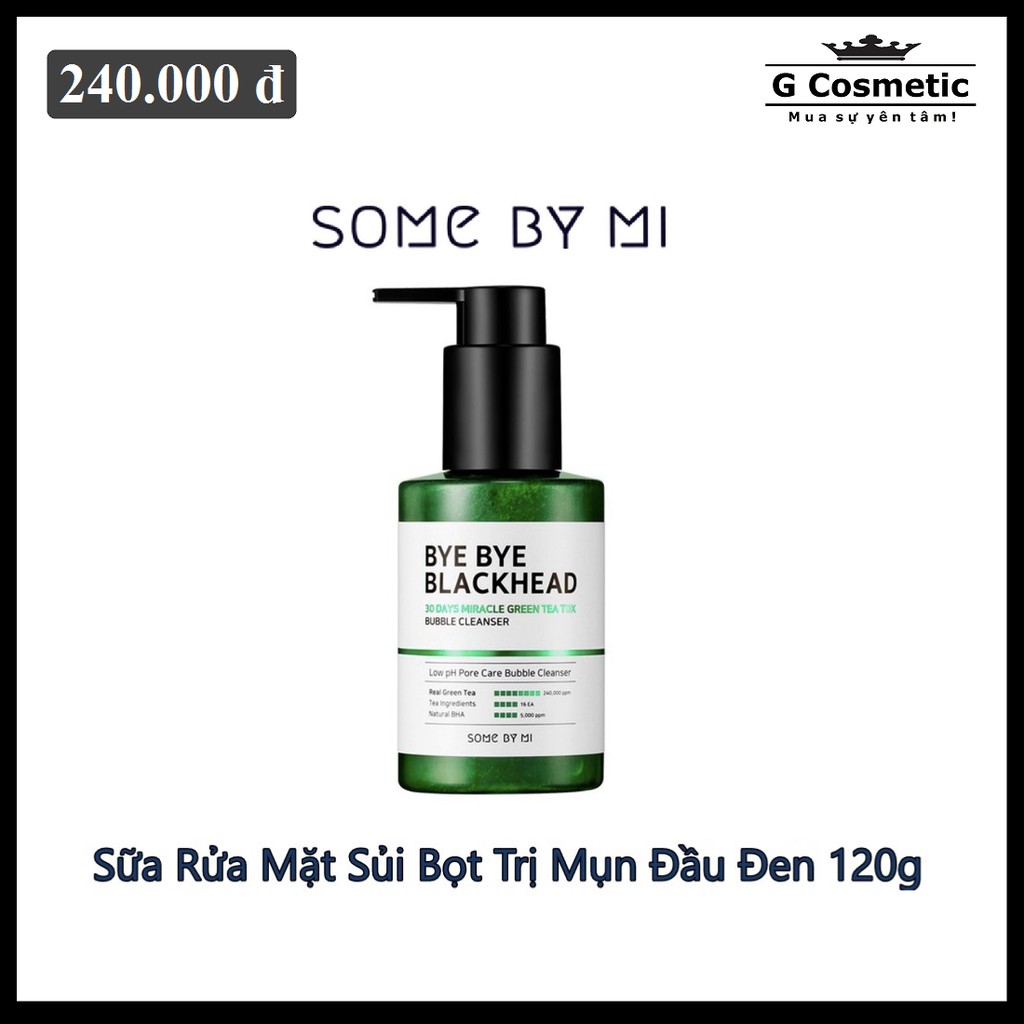 240.000 đ
G Cosmetic
Mua sự yên tâm!
SOME BY MI
BYE BYE
BLACKHEAD
30 DAYS MIRACLE GREEN TEA TOX
BUBBLE CLEANSER
Low pH Pore Care Bubble Cleanser
Real Green Tea 240,000 ppm
Tea Ingredients 16 EA
Natural BHA 5,000 ppm
SOME BY MI
Sữa Rửa Mặt Sủi Bọt Trị Mụn Đầu Đen 120g